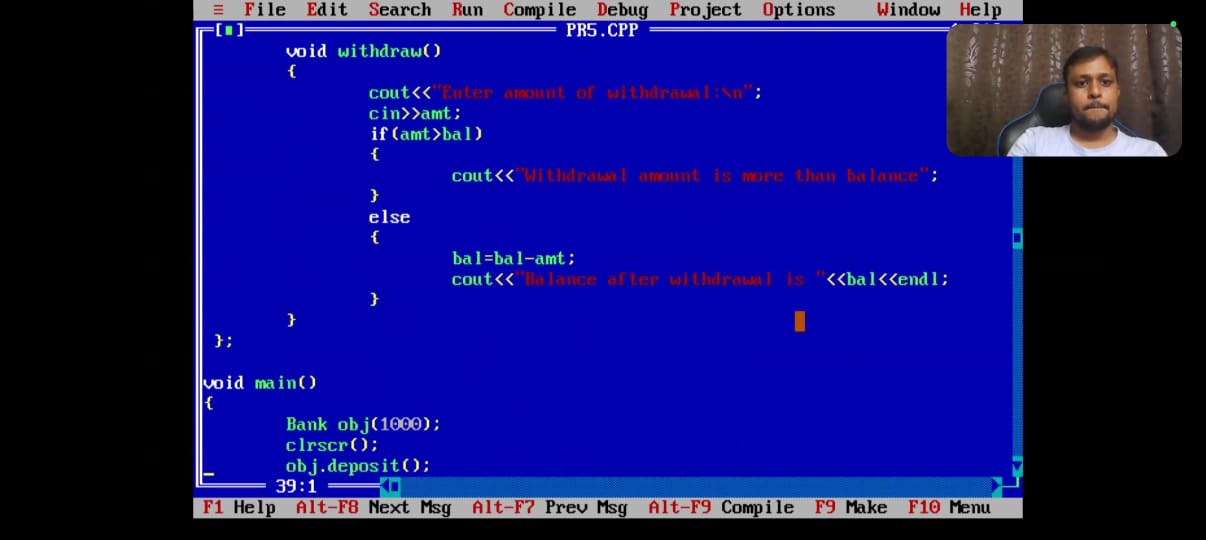 ≡ File Edit Search Run Compile Debug Project Options Window Help
[■] PR5.CPP
void withdraw()
{
cout<<"Enter amount of withdrawal:\n";
cin>>amt;
if(amt>bal)
{
cout<<"Withdrawal amount is more than balance";
}
else
{
bal=bal-amt;
cout<<"Balance after withdrawal is "<<bal<<endl;
}
}
};
void main()
{
Bank obj(1000);
clrscr();
obj.deposit();
39:1
F1 Help Alt-F8 Next Msg Alt-F7 Prev Msg Alt-F9 Compile F9 Make F10 Menu